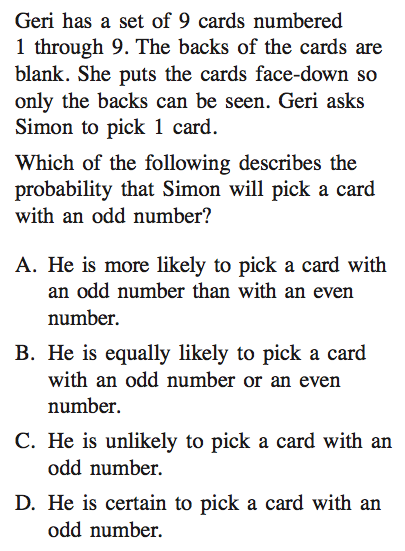 Geri has a set of 9 cards numbered
1 through 9. The backs of the cards are
blank. She puts the cards face-down so
only the backs can be seen. Geri asks
Simon to pick 1 card.
Which of the following describes the
probability that Simon will pick a card
with an odd number?
A. He is more likely to pick a card with
an odd number than with an even
number.
B. He is equally likely to pick a card
with an odd number or an even
number.
C. He is unlikely to pick a card with an
odd number.
D. He is certain to pick a card with an
odd number.